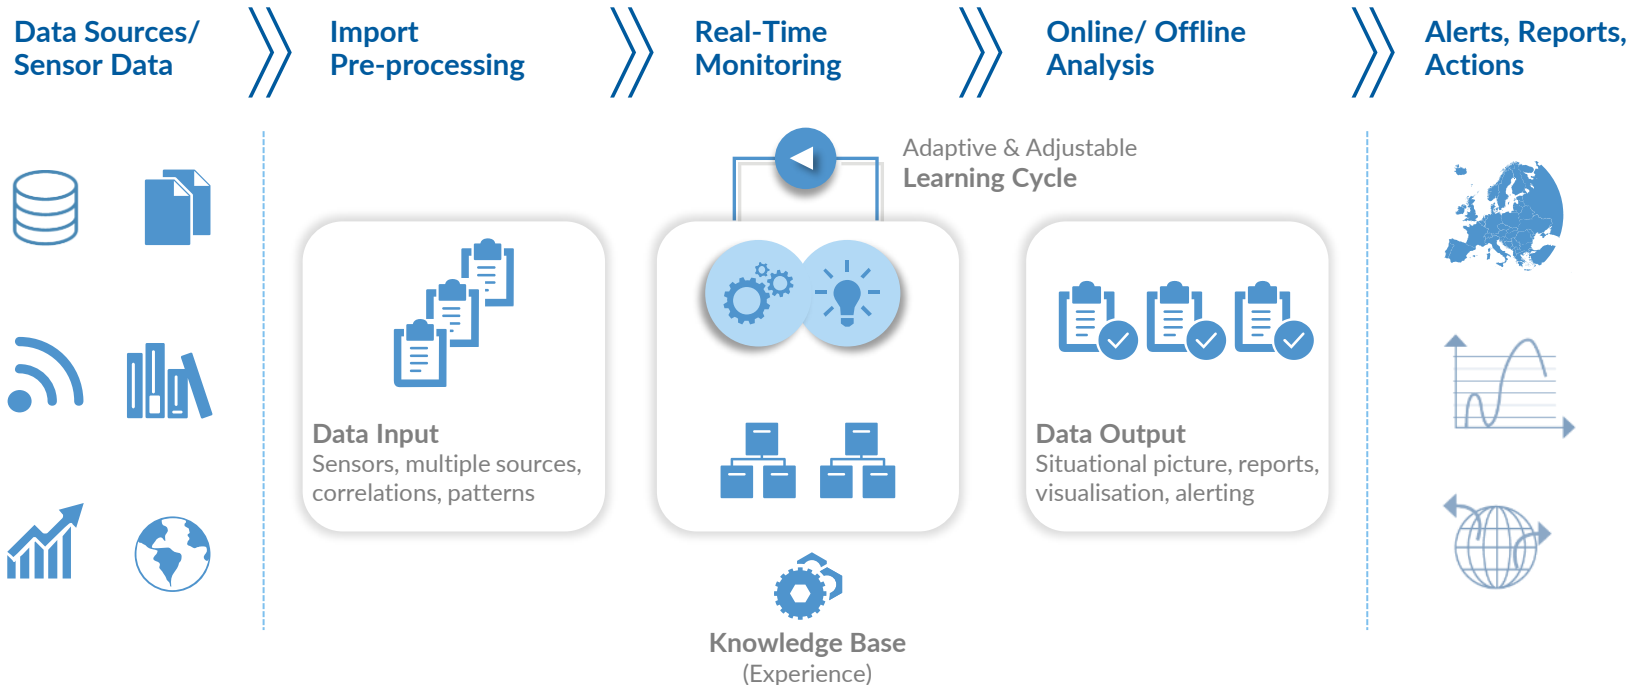 Data Sources/
Sensor Data
Import
Pre-processing
Real-Time
Monitoring
Online/ Offline
Analysis
Alerts, Reports,
Actions
Adaptive & Adjustable
Learning Cycle
Data Input
Sensors, multiple sources,
correlations, patterns
Data Output
Situational picture, reports,
visualisation, alerting
Knowledge Base
(Experience)